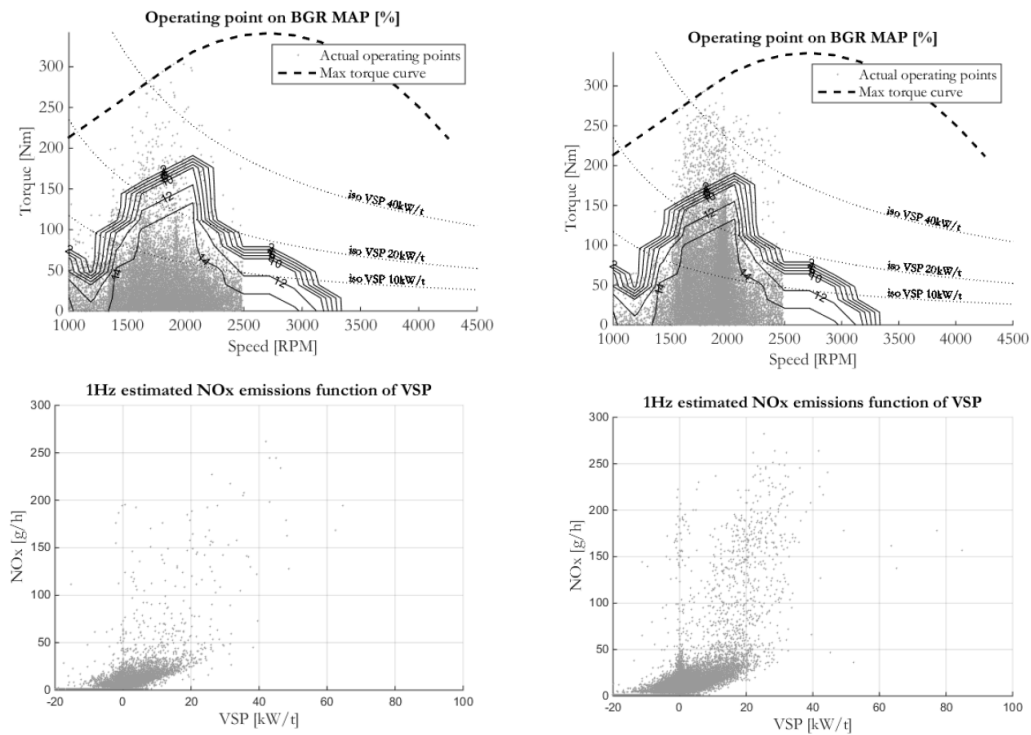 Operating point on BGR MAP [%]
Actual operating points
Max torque curve
300
250
200
150
100
50
0
Torque [Nm]
iso VSP 40kW/t
iso VSP 20kW/t
iso VSP 10kW/t
12
14
12
10
1000 1500 2000 2500 3000 3500 4000 4500
Speed [RPM]
Operating point on BGR MAP [%]
Actual operating points
Max torque curve
300
250
200
150
100
50
0
Torque [Nm]
iso VSP 40kW/t
iso VSP 20kW/t
iso VSP 10kW/t
12
14
12
10
1000 1500 2000 2500 3000 3500 4000 4500
Speed [RPM]
1Hz estimated NOx emissions function of VSP
300
250
200
150
100
50
0
NOx [g/h]
-20 0 20 40 60 80 100
VSP [kW/t]
1Hz estimated NOx emissions function of VSP
300
250
200
150
100
50
0
NOx [g/h]
-20 0 20 40 60 80 100
VSP [kW/t]